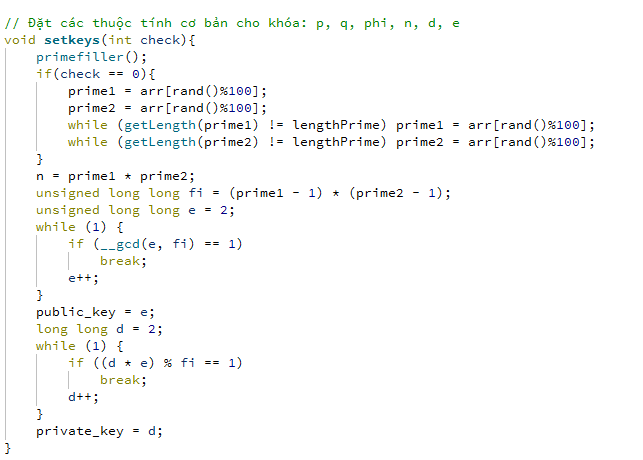 // Đặt các thuộc tính cơ bản cho khóa: p, q, phi, n, d, e
void setkeys(int check){
    primefiller();
    if(check == 0){
        prime1 = arr[rand()%100];
        prime2 = arr[rand()%100];
        while (getLength(prime1) != lengthPrime) prime1 = arr[rand()%100];
        while (getLength(prime2) != lengthPrime) prime2 = arr[rand()%100];
    }
    n = prime1 * prime2;
    unsigned long long fi = (prime1 - 1) * (prime2 - 1);
    unsigned long long e = 2;
    while (1) {
        if (__gcd(e, fi) == 1)
            break;
        e++;
    }
    public_key = e;
    long long d = 2;
    while (1) {
        if ((d * e) % fi == 1)
            break;
        d++;
    }
    private_key = d;
}